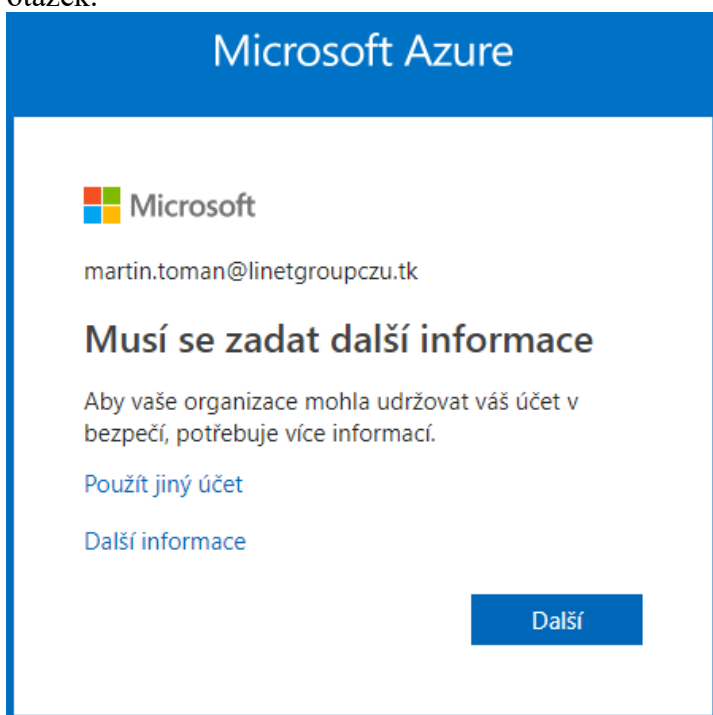 otázek.
Microsoft Azure
Microsoft
martin.toman@linetgroupczu.tk
Musí se zadat další informace
Aby vaše organizace mohla udržovat váš účet v
bezpečí, potřebuje více informací.
Použít jiný účet
Další informace
Další